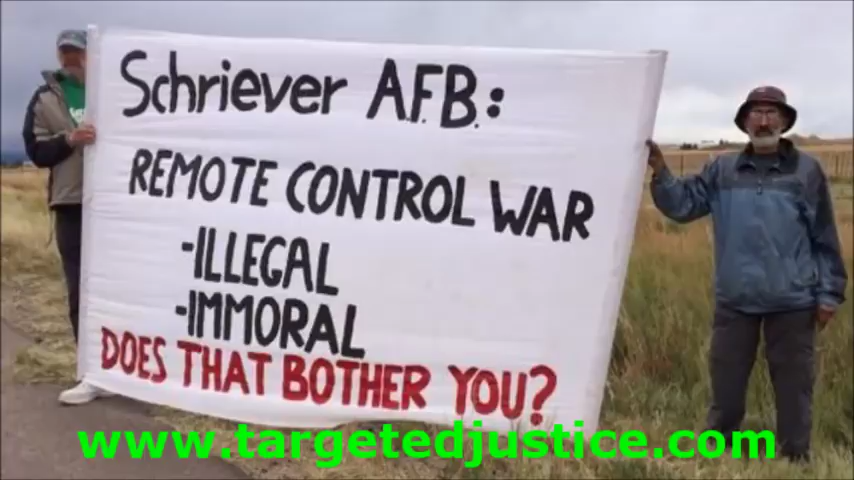 Schriever A.F.B.:
REMOTE CONTROL WAR
-ILLEGAL
-IMMORAL
DOES THAT BOTHER YOU?
www.targetedjustice.com